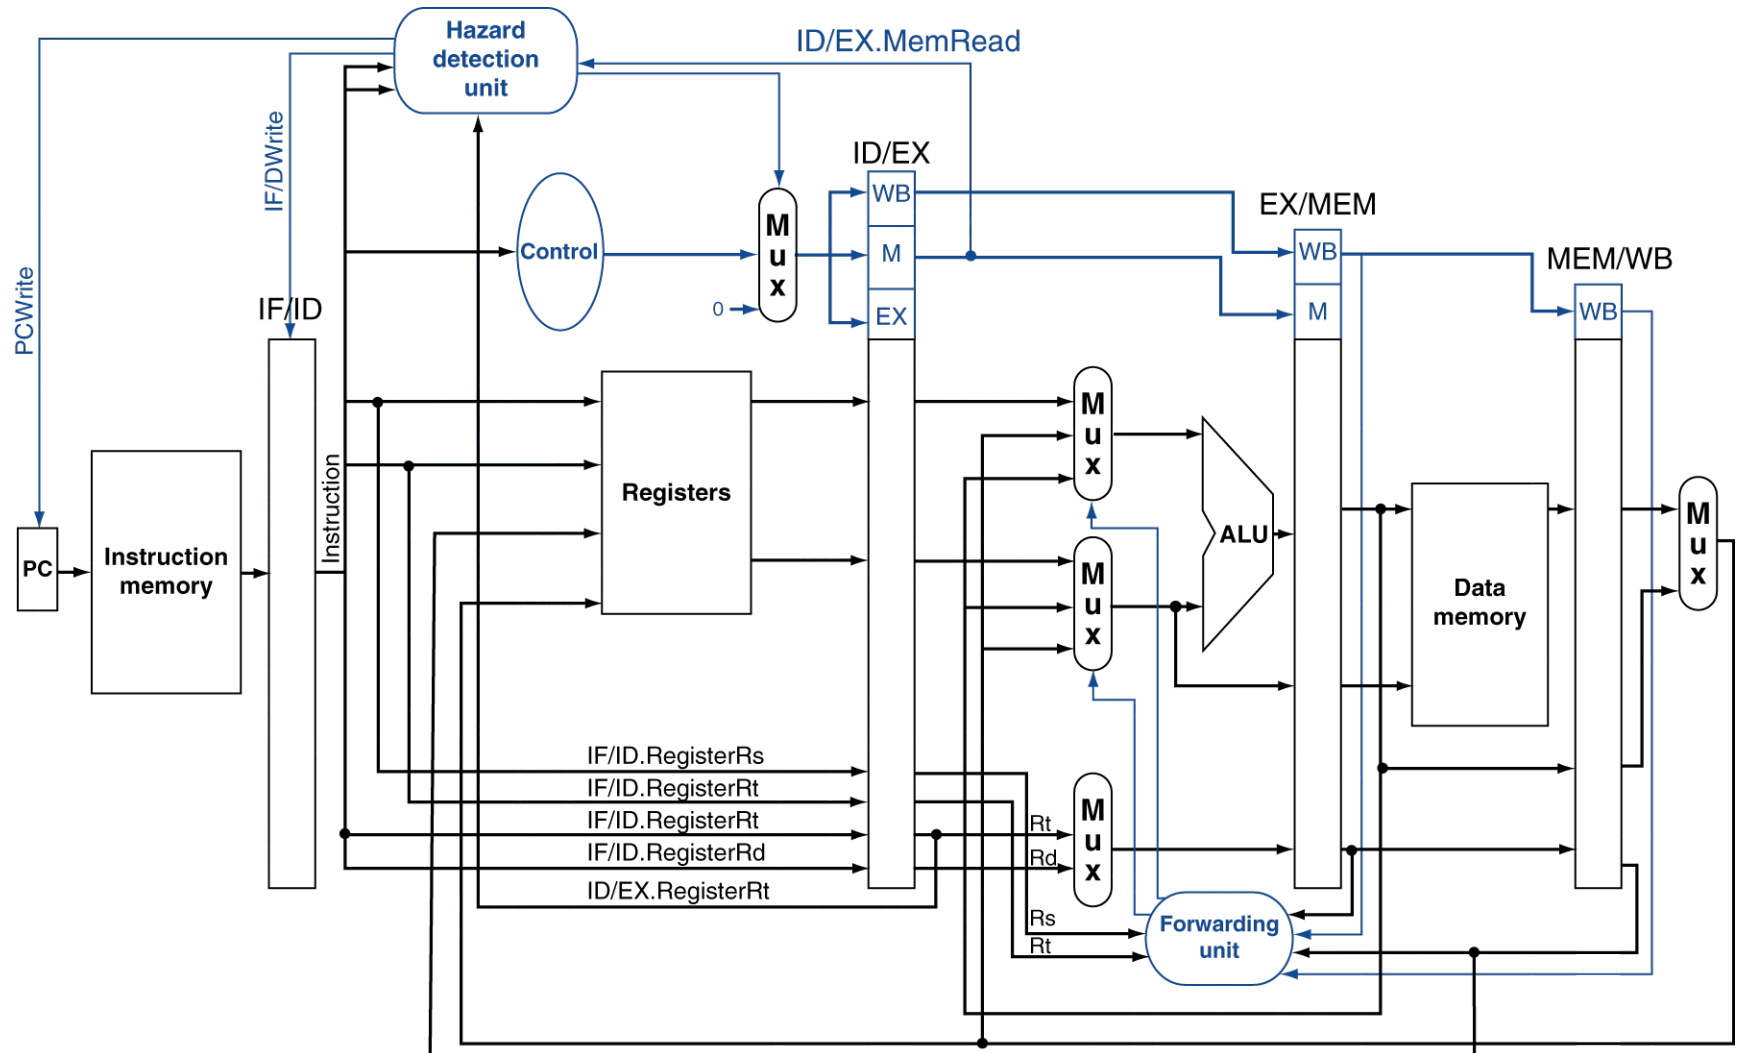 Hazard
detection
unit
ID/EX.MemRead
IF/DWrite
PCWrite
ID/EX
WB
M
EX
EX/MEM
WB
M
MEM/WB
WB
Control
M
u
x
0
IF/ID
Instruction
PC
Instruction
memory
Registers
M
u
x
M
u
x
ALU
Data
memory
M
u
x
IF/ID.RegisterRs
IF/ID.RegisterRt
IF/ID.RegisterRt
IF/ID.RegisterRd
ID/EX.RegisterRt
Rt
Rd
M
u
x
Rs
Rt
Forwarding
unit